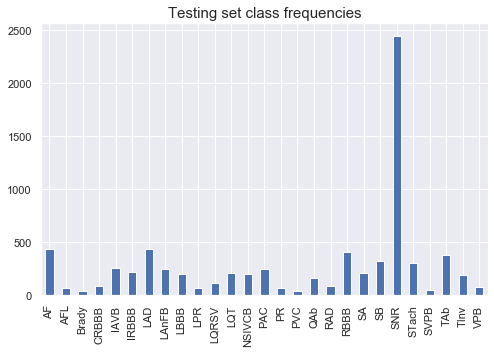 Testing set class frequencies
2500
2000
1500
1000
500
0
AF
AFL
Brady
CRBBB
IAVB
IRBBB
LAD
LAnFB
LBBB
LPR
LQRSV
LQT
NSIVCB
PAC
PR
PVC
QAb
RAD
RBBB
SA
SB
SNR
STach
SVPB
TAb
TInv
VPB